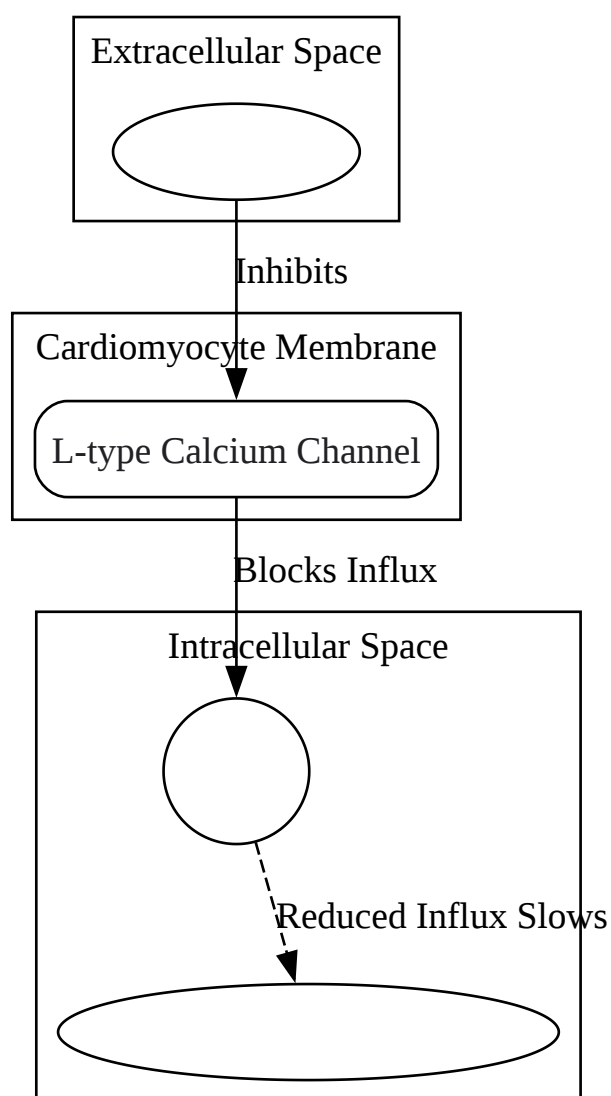 Extracellular Space
Inhibits
Cardiomyocyte Membrane
L-type Calcium Channel
Blocks Influx
Intracellular Space
Reduced Influx Slows